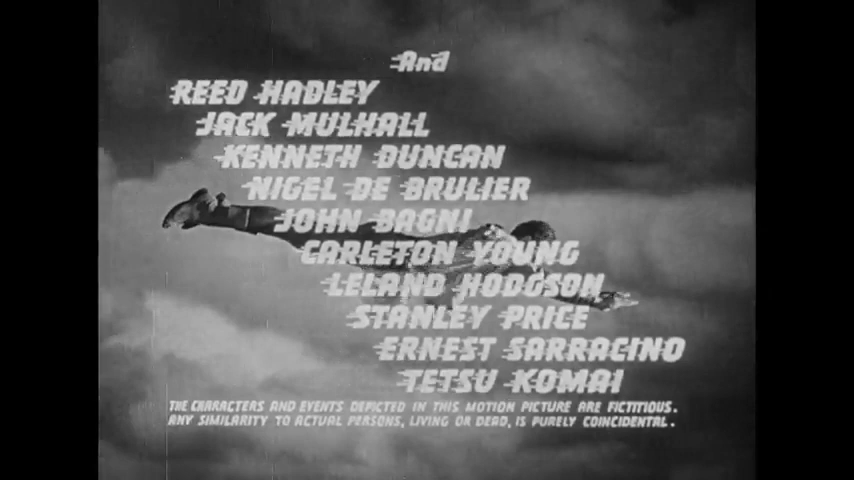 And
REED HADLEY
JACK MULHALL
KENNETH DUNCAN
NIGEL DE BRULIER
JOHN BAGNI
CARLETON YOUNG
LELAND HODGSON
STANLEY PRICE
ERNEST SARRACINO
TETSU KOMAI
THE CHARACTERS AND EVENTS DEPICTED IN THIS MOTION PICTURE ARE FICTITIOUS.
ANY SIMILARITY TO ACTUAL PERSONS, LIVING OR DEAD, IS PURELY COINCIDENTAL.